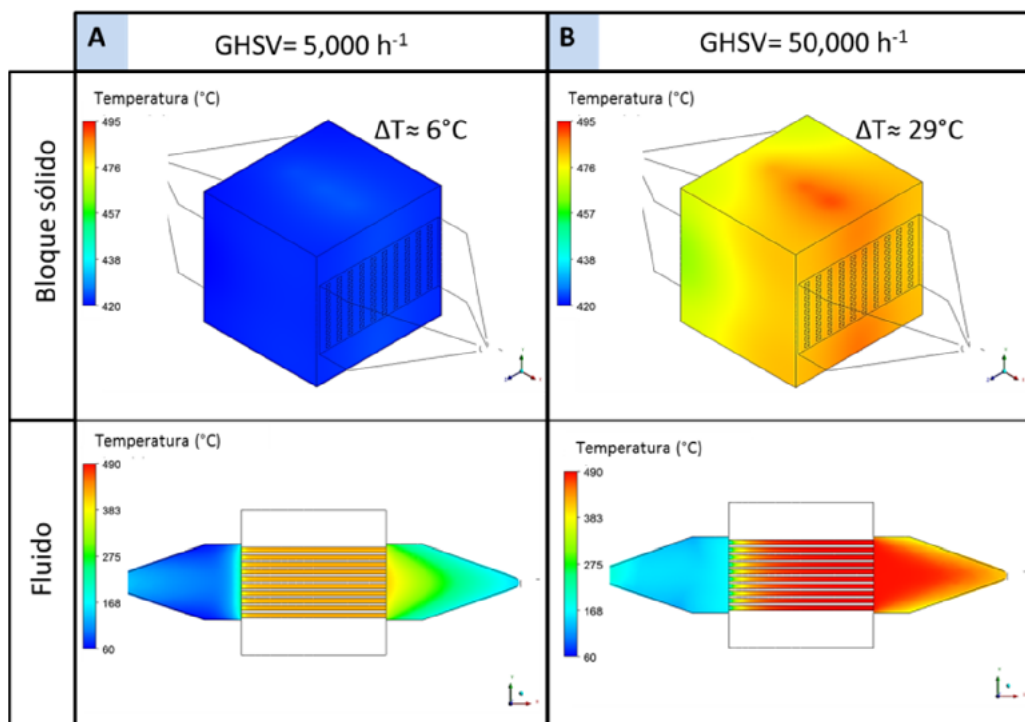 A
GHSV= 5,000 h⁻¹
B
GHSV= 50,000 h⁻¹
Bloque sólido
Temperatura (°C)
495
476
457
438
420
ΔT≈ 6°C
Temperatura (°C)
495
476
457
438
420
ΔT≈ 29°C
Fluido
Temperatura (°C)
490
383
275
168
60
Temperatura (°C)
490
383
275
168
60